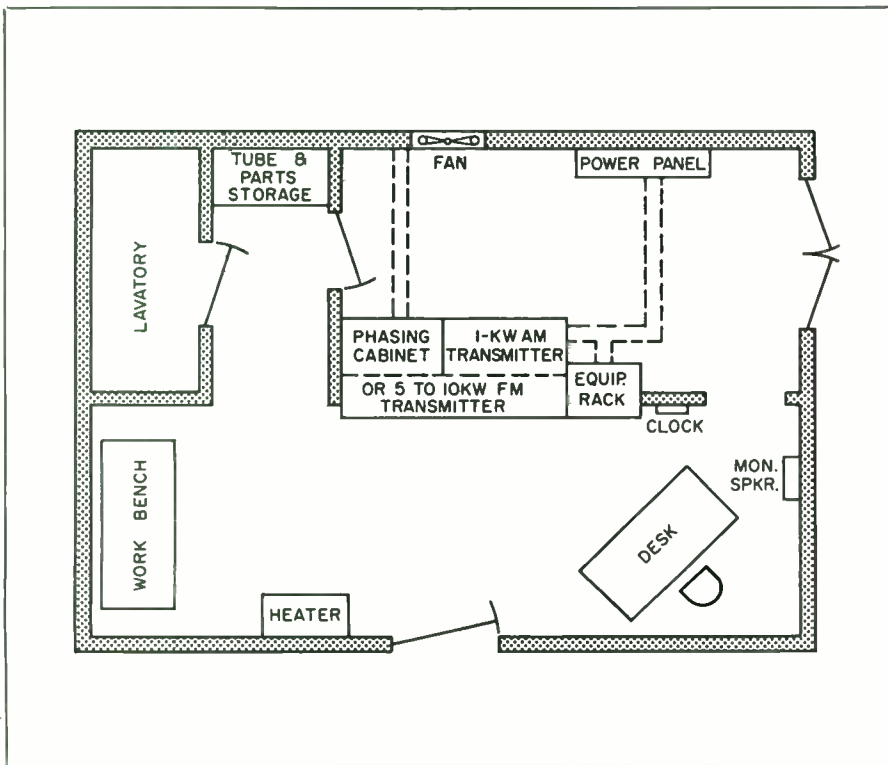 TUBE &
PARTS
STORAGE
FAN
POWER PANEL
LAVATORY
PHASING
CABINET
1-KW AM
TRANSMITTER
OR 5 TO 10KW FM
TRANSMITTER
EQUIP.
RACK
CLOCK
MON.
SPKR.
WORK BENCH
DESK
HEATER